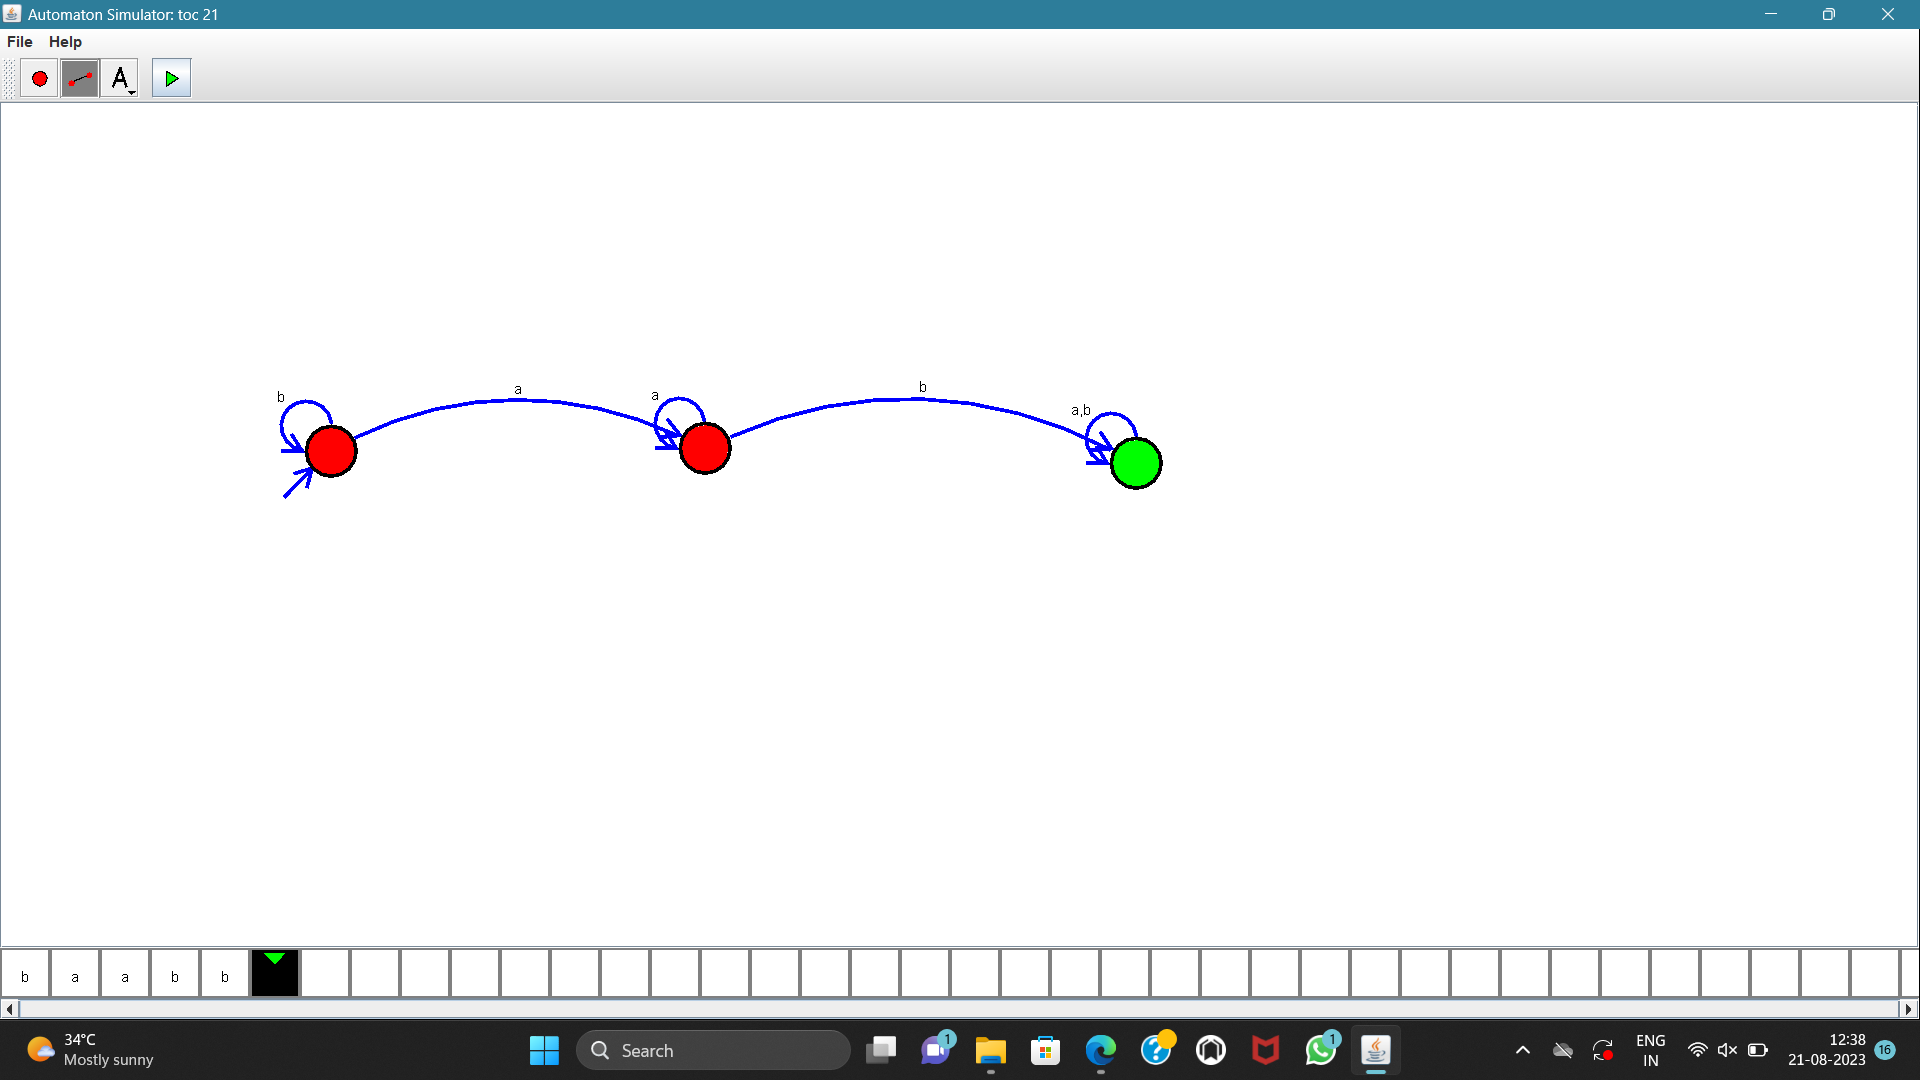 Automaton Simulator: toc 21
File Help
A
b a a b a,b
b a a b b
34°C
Mostly sunny
Search
1
1
ENG
IN
12:38
21-08-2023
16